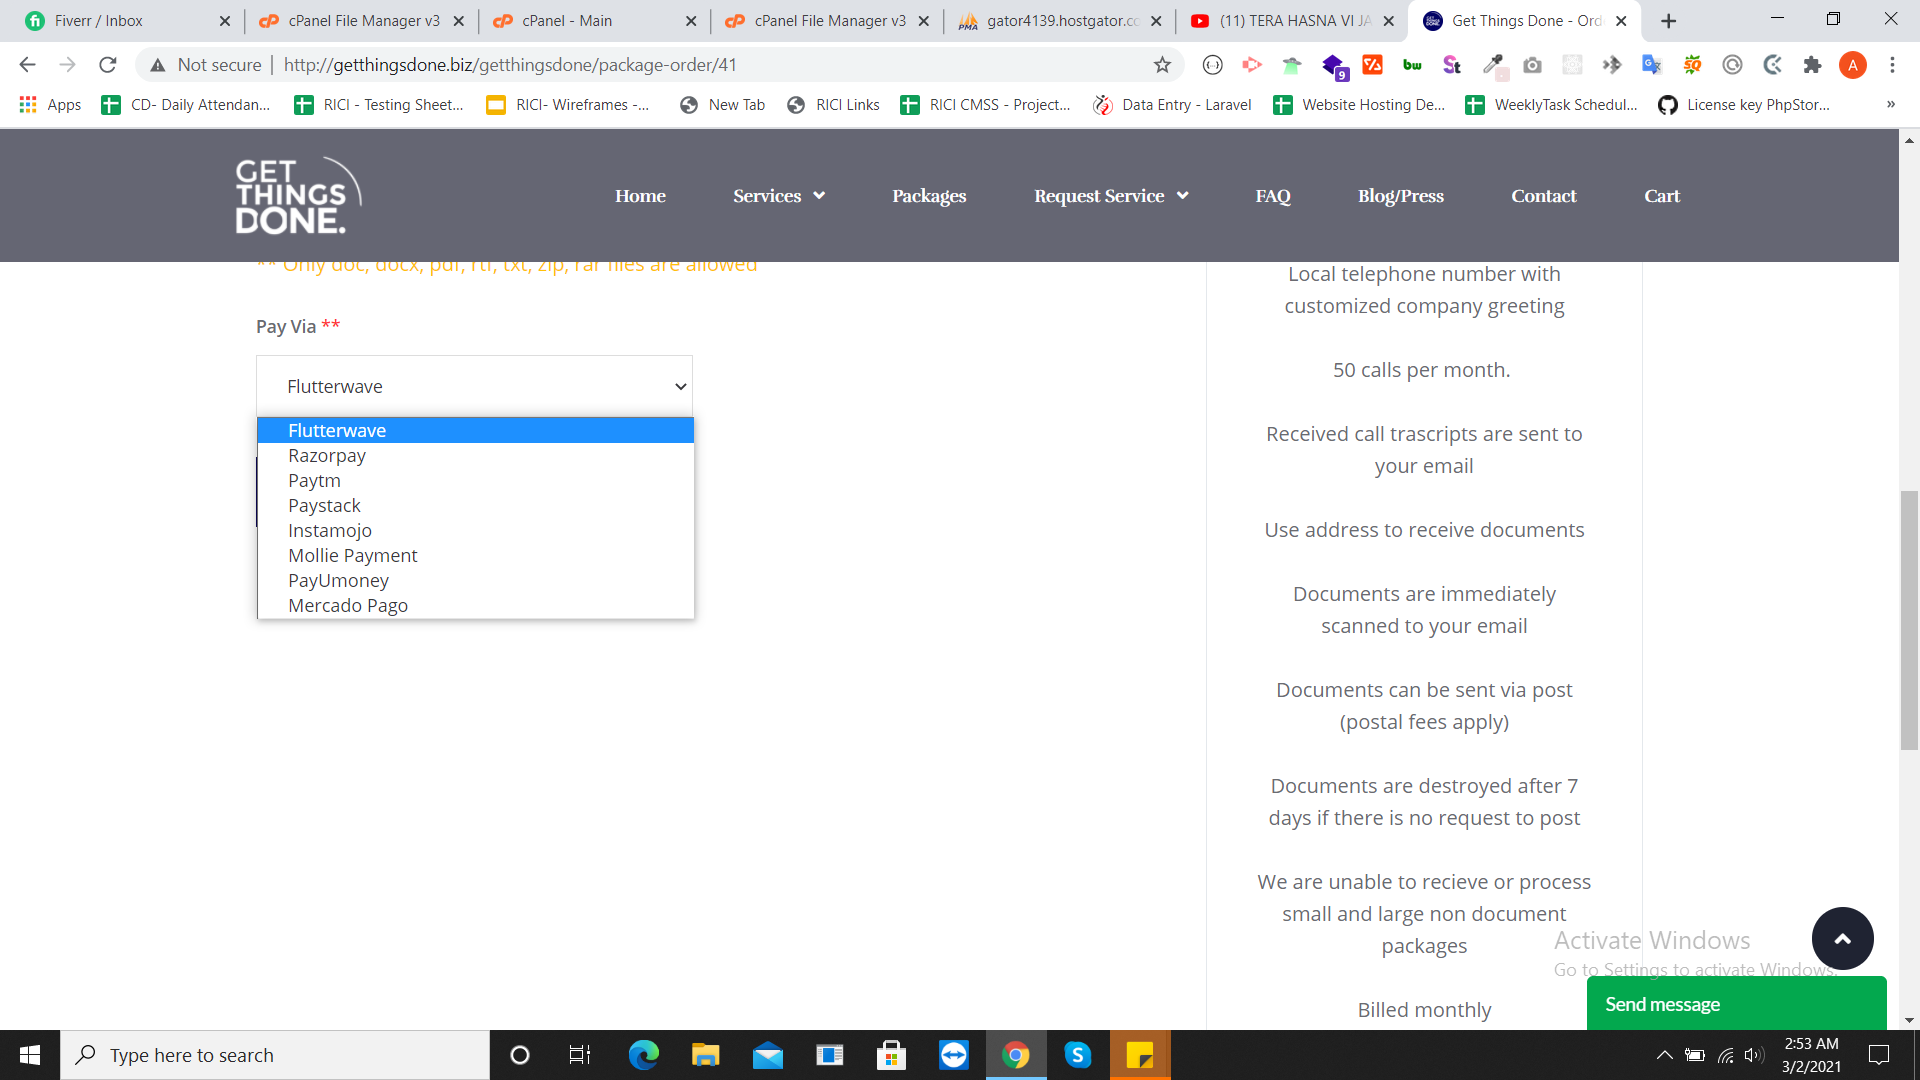 Fiverr / Inbox
cPanel File Manager v3
cPanel - Main
cPanel File Manager v3
gator4139.hostgator.cc
(11) TERA HASNA VI JA
Get Things Done - Ord
Not secure
http://getthingsdone.biz/getthingsdone/package-order/41
9
A
Apps
CD- Daily Attendan...
RICI - Testing Sheet...
RICI- Wireframes -...
New Tab
RICI Links
RICI CMSS - Project...
Data Entry - Laravel
Website Hosting De...
WeeklyTask Schedul...
License key PhpStor...
»
GET
THINGS
DONE.
Home
Services
Packages
Request Service
FAQ
Blog/Press
Contact
Cart
** Only doc, docx, pdf, rtf, txt, zip, rar files are allowed
Pay Via **
Flutterwave
Flutterwave
Razorpay
Paytm
Paystack
Instamojo
Mollie Payment
PayUmoney
Mercado Pago
Local telephone number with
customized company greeting
50 calls per month.
Received call trascripts are sent to
your email
Use address to receive documents
Documents are immediately
scanned to your email
Documents can be sent via post
(postal fees apply)
Documents are destroyed after 7
days if there is no request to post
We are unable to recieve or process
small and large non document
packages
Billed monthly
Activate Windows
Go to Settings to activate Windows.
Send message
Type here to search
2:53 AM
3/2/2021